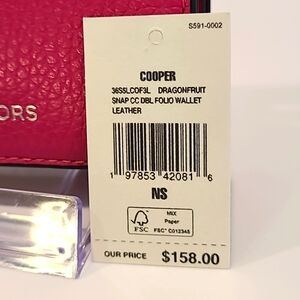 S591-0002
COOPER
36S5LCOF3L DRAGONFRUIT
SNAP CC DBL FOLIO WALLET
LEATHER
ORS
1 97853 42081 6
NS
MIX
Paper
FSC
FSC® C012345
OUR PRICE $158.00